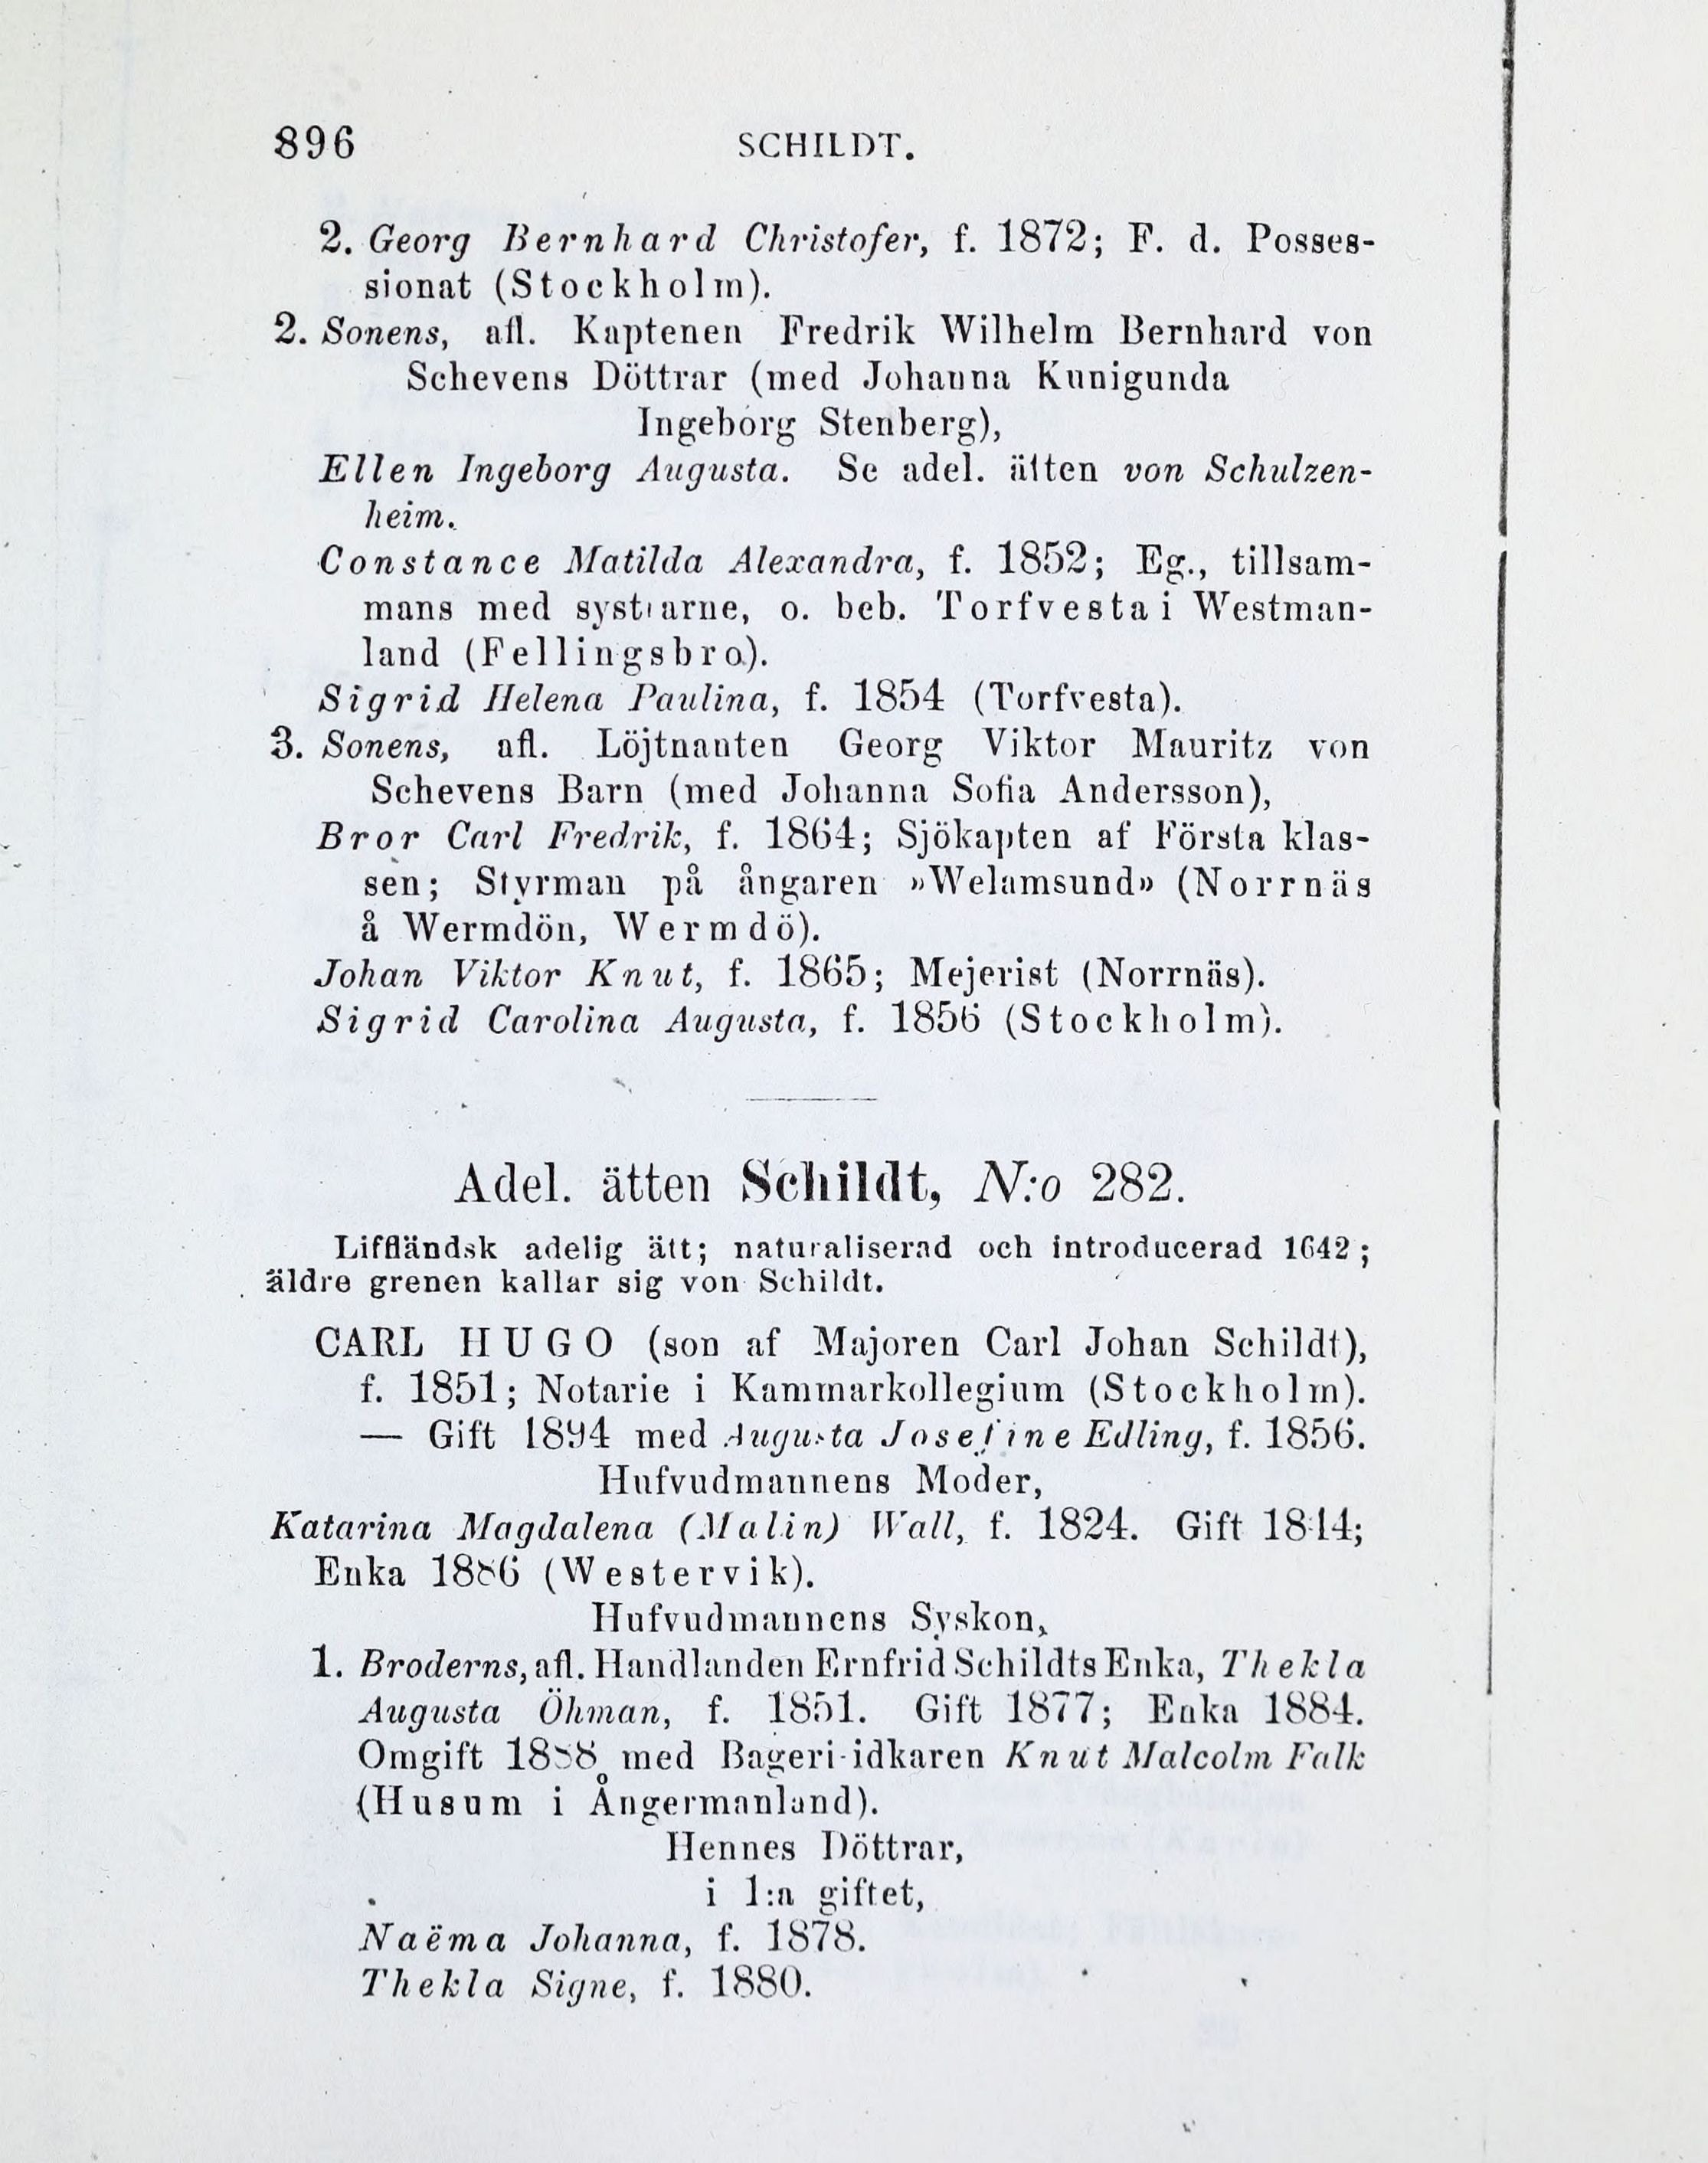 896 SCHILDT.
2. Georg Bernhard Christofer, f. 1872; F. d. Posses-
sionat (Stockholm).
2. Sonens, afl. Kaptenen Fredrik Wilhelm Bernhard von
Schevens Döttrar (med Johanna Kunigunda
Ingeborg Stenberg),
Ellen Ingeborg Augusta. Se adel. ätten von Schulzen-
heim.
Constance Matilda Alexandra, f. 1852; Eg., tillsam-
mans med systrarne, o. beb. Torfvesta i Westman-
land (Fellingsbro).
Sigrid Helena Paulina, f. 1854 (Torfvesta).
3. Sonens, afl. Löjtnanten Georg Viktor Mauritz von
Schevens Barn (med Johanna Sofia Andersson),
Bror Carl Fredrik, f. 1864; Sjökapten af Första klas-
sen; Styrman på ångaren »Welamsund» (Norrnäs
å Wermdön, Wermdö).
Johan Viktor Knut, f. 1865; Mejerist (Norrnäs).
Sigrid Carolina Augusta, f. 1856 (Stockholm).
Adel. ätten Schildt, N:o 282.
Liffländsk adelig ätt; naturaliserad och introducerad 1642;
äldre grenen kallar sig von Schildt.
CARL HUGO (son af Majoren Carl Johan Schildt),
f. 1851; Notarie i Kammarkollegium (Stockholm).
— Gift 1894 med Augusta Josefine Edling, f. 1856.
Hufvudmannens Moder,
Katarina Magdalena (Malin) Wall, f. 1824. Gift 1844;
Enka 1886 (Westervik).
Hufvudmannens Syskon,
1. Broderns, afl. Handlanden Ernfrid Schildts Enka, Thekla
Augusta Öhman, f. 1851. Gift 1877; Enka 1884.
Omgift 1888 med Bageri-idkaren Knut Malcolm Falk
(Husum i Ångermanland).
Hennes Döttrar,
i 1:a giftet,
Naëma Johanna, f. 1878.
Thekla Signe, f. 1880.